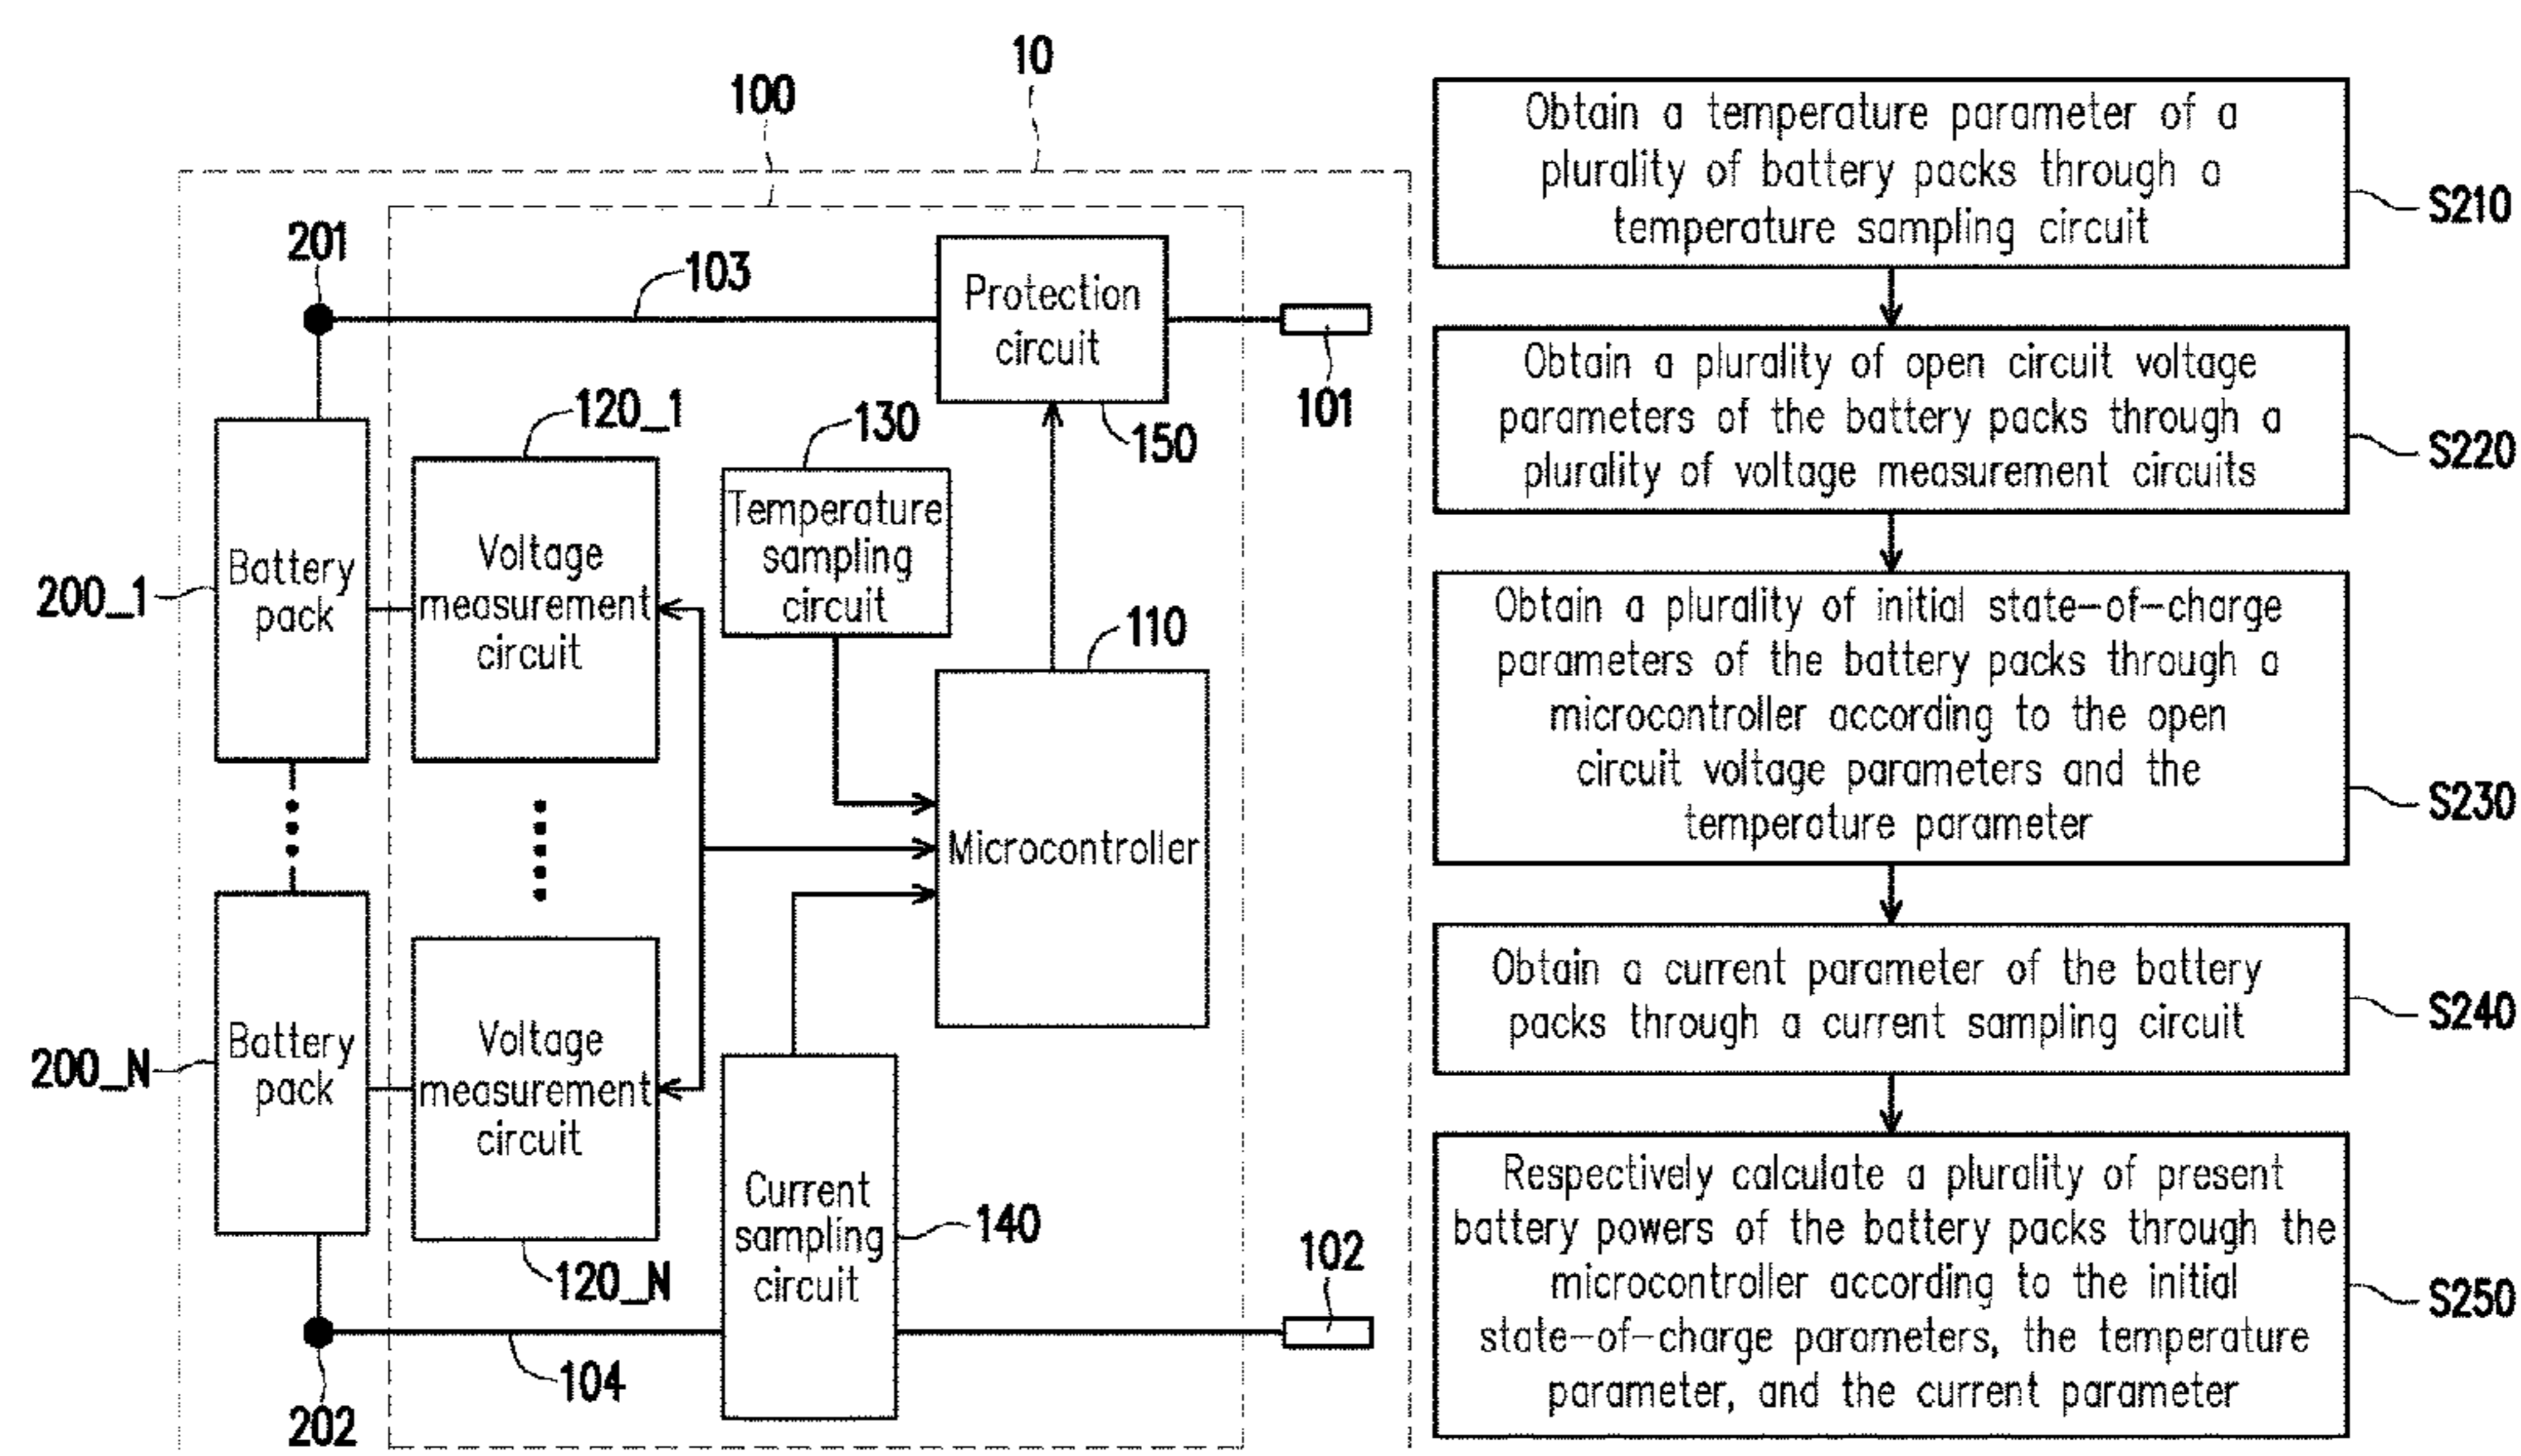 10
100
201
103
Protection
circuit
101
150
120_1
130
200_1
Battery
pack
Voltage
measurement
circuit
Temperature
sampling
circuit
110
Microcontroller
200_N
Battery
pack
Voltage
measurement
circuit
120_N
Current
sampling
circuit
140
102
104
202
Obtain a temperature parameter of a
plurality of battery packs through a
temperature sampling circuit
S210
Obtain a plurality of open circuit voltage
parameters of the battery packs through a
plurality of voltage measurement circuits
S220
Obtain a plurality of initial state-of-charge
parameters of the battery packs through a
microcontroller according to the open
circuit voltage parameters and the
temperature parameter
S230
Obtain a current parameter of the battery
packs through a current sampling circuit
S240
Respectively calculate a plurality of present
battery powers of the battery packs through the
microcontroller according to the initial
state-of-charge parameters, the temperature
parameter, and the current parameter
S250